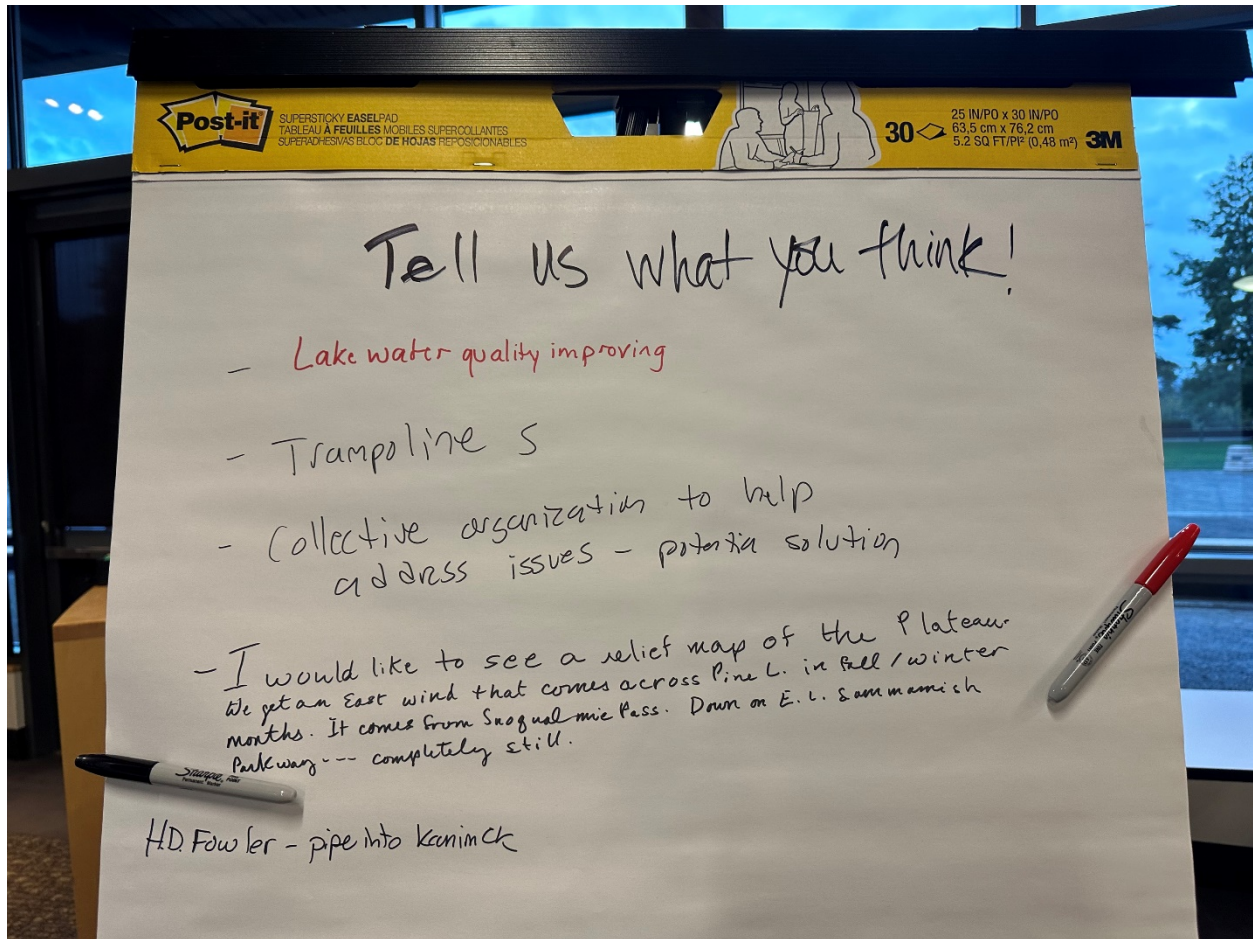 Post-it
SUPERSTICKY EASELPAD
TABLEAU À FEUILLES MOBILES SUPERCOLLANTES
SUPERADHESIVAS BLOC DE HOJAS REPOSICIONABLES
30
25 IN/PO x 30 IN/PO
63,5 cm x 76,2 cm
5.2 SQ FT/PI² (0,48 m²)
3M
Tell us what you think!
- Lake water quality improving
- Trampoline s
- Collective organization to help
address issues - potentia solution
- I would like to see a relief map of the Plateau.
We get an East wind that comes across Pine L. in fall/winter
months. It comes from Snoqualmie Pass. Down on E. L. Sammamish
Parkway --- completely still.
Sharpie
H.D. Fowler - pipe into Kaninck
Sharpie